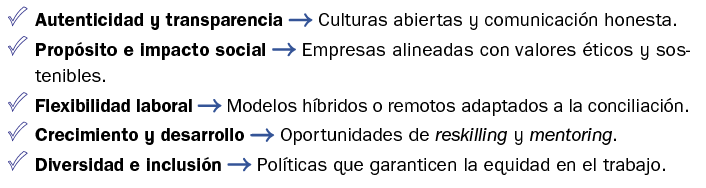 ✓ Autenticidad y transparencia → Culturas abiertas y comunicación honesta.
✓ Propósito e impacto social → Empresas alineadas con valores éticos y sos-
tenibles.
✓ Flexibilidad laboral → Modelos híbridos o remotos adaptados a la conciliación.
✓ Crecimiento y desarrollo → Oportunidades de reskilling y mentoring.
✓ Diversidad e inclusión → Políticas que garanticen la equidad en el trabajo.